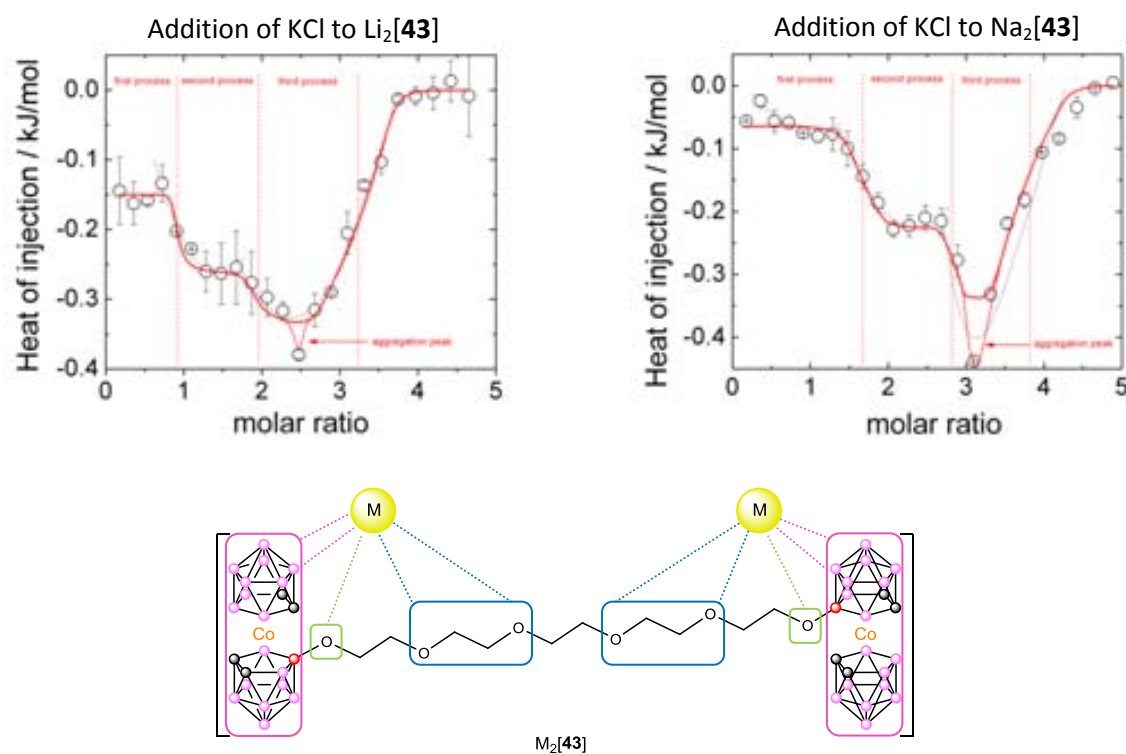 Addition of KCl to Li₂[43]
first process
second process
third process
aggregation peak
0.0
-0.1
-0.2
-0.3
-0.4
0
1
2
3
4
5
Heat of injection / kJ/mol
molar ratio
Addition of KCl to Na₂[43]
first process
second process
third process
aggregation peak
0.0
-0.1
-0.2
-0.3
-0.4
0
1
2
3
4
5
Heat of injection / kJ/mol
molar ratio
M
M
Co
O
O
O
O
O
O
Co
M₂[43]